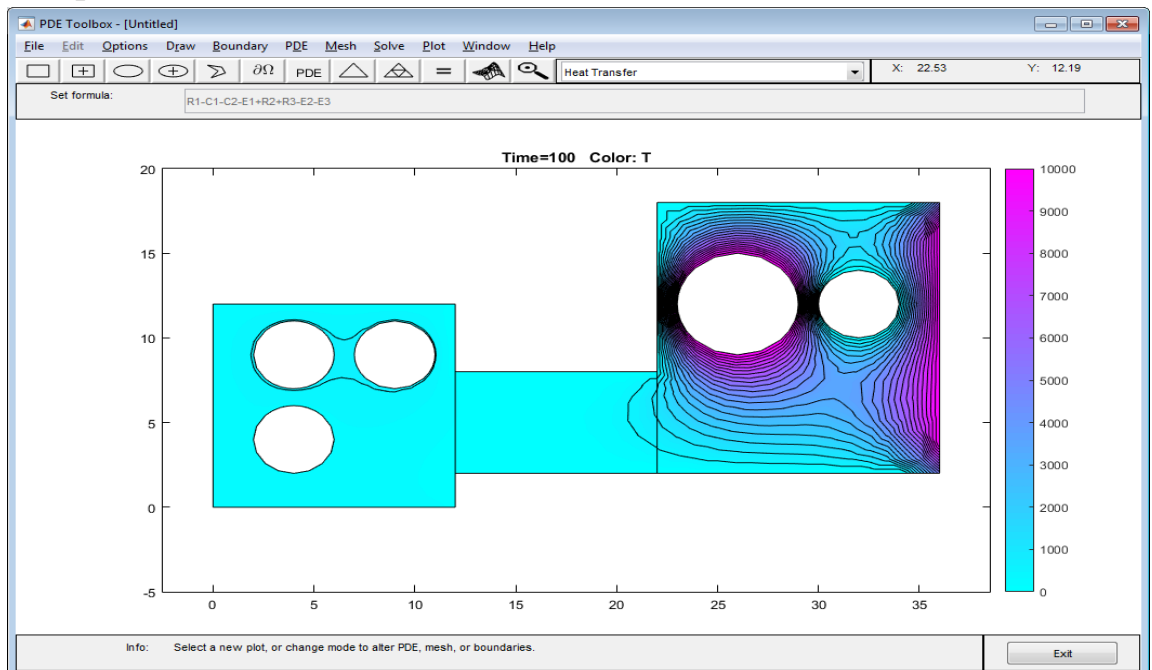 PDE Toolbox - [Untitled]
File Edit Options Draw Boundary PDE Mesh Solve Plot Window Help
∂Ω PDE = Heat Transfer X: 22.53 Y: 12.19
Set formula: R1-C1-C2-E1+R2+R3-E2-E3
Time=100 Color: T
20
15
10
5
0
-5
0 5 10 15 20 25 30 35
10000
9000
8000
7000
6000
5000
4000
3000
2000
1000
0
Info: Select a new plot, or change mode to alter PDE, mesh, or boundaries.
Exit